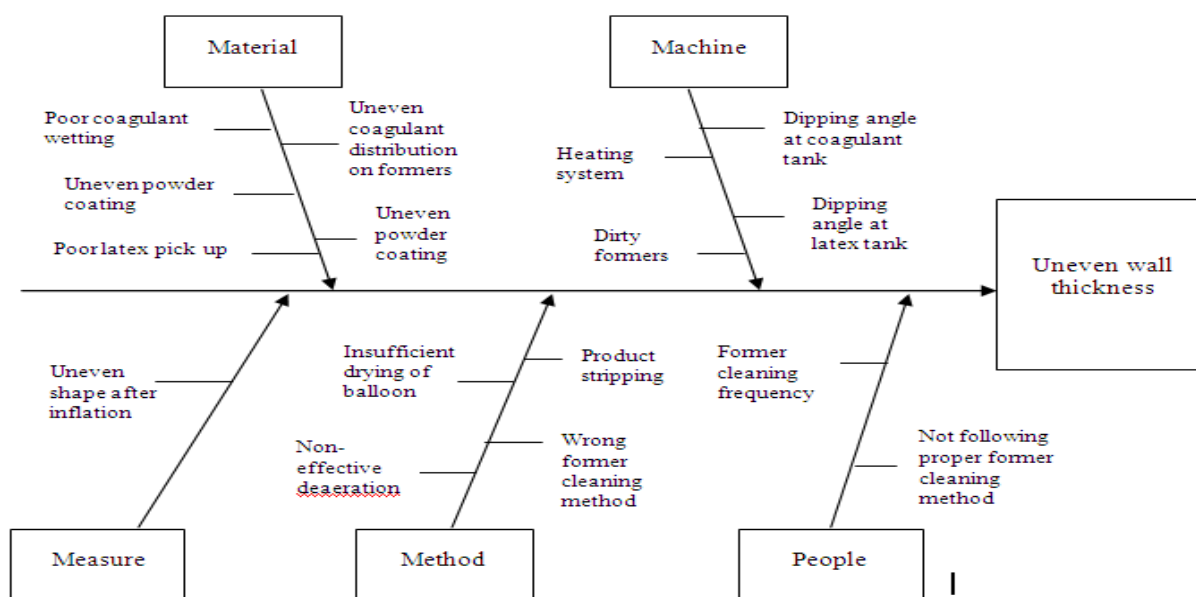 Material
Machine
Poor coagulant
wetting
Uneven
coagulant
distribution
on formers
Uneven powder
coating
Uneven
powder
coating
Poor latex pick up
Dipping angle
at coagulant
tank
Heating
system
Dipping
angle at
latex tank
Dirty
formers
Uneven wall
thickness
Uneven
shape after
inflation
Insufficient
drying of
balloon
Product
stripping
Non-
effective
deaeration
Wrong
former
cleaning
method
Former
cleaning
frequency
Not following
proper former
cleaning
method
Measure
Method
People